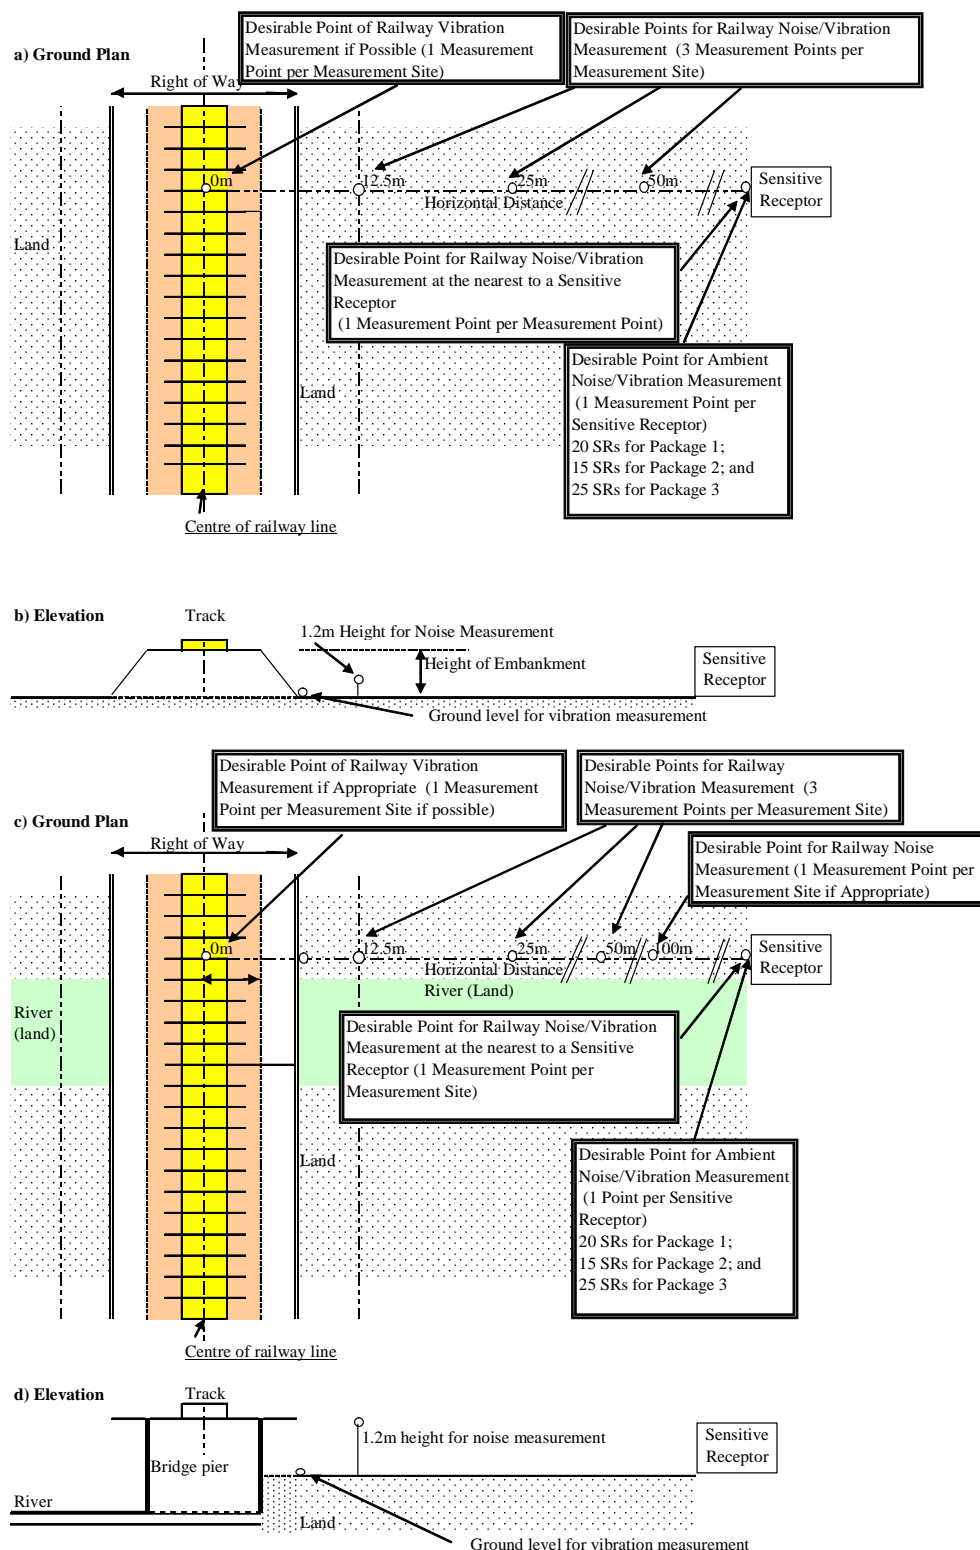 Desirable Point of Railway Vibration
Measurement if Possible (1 Measurement
Point per Measurement Site)
Desirable Points for Railway Noise/Vibration
Measurement (3 Measurement Points per
Measurement Site)
a) Ground Plan
Right of Way
0m
12.5m
25m
50m
Horizontal Distance
Sensitive
Receptor
Land
Desirable Point for Railway Noise/Vibration
Measurement at the nearest to a Sensitive
Receptor
(1 Measurement Point per Measurement Point)
Land
Desirable Point for Ambient
Noise/Vibration Measurement
(1 Measurement Point per
Sensitive Receptor)
20 SRs for Package 1;
15 SRs for Package 2; and
25 SRs for Package 3
Centre of railway line
b) Elevation
Track
1.2m Height for Noise Measurement
Height of Embankment
Sensitive
Receptor
Ground level for vibration measurement
Desirable Point of Railway Vibration
Measurement if Appropriate (1 Measurement
Point per Measurement Site if possible)
Desirable Points for Railway
Noise/Vibration Measurement (3
Measurement Points per Measurement Site)
c) Ground Plan
Right of Way
Desirable Point for Railway Noise
Measurement (1 Measurement Point per
Measurement Site if Appropriate)
0m
12.5m
25m
50m
100m
Horizontal Distance
Sensitive
Receptor
River (Land)
River
(land)
Desirable Point for Railway Noise/Vibration
Measurement at the nearest to a Sensitive
Receptor (1 Measurement Point per
Measurement Site)
Land
Desirable Point for Ambient
Noise/Vibration Measurement
(1 Point per Sensitive
Receptor)
20 SRs for Package 1;
15 SRs for Package 2; and
25 SRs for Package 3
Centre of railway line
d) Elevation
Track
1.2m height for noise measurement
Sensitive
Receptor
Bridge pier
River
Land
Ground level for vibration measurement